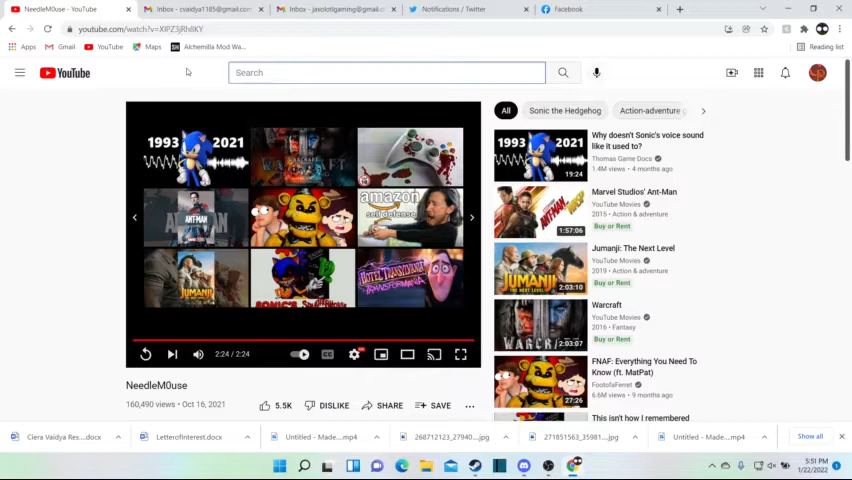 NeedleM0use - YouTube
Inbox - cvaidya1185@gmail.com
Inbox - jaxolotlgaming@gmail.c
Notifications / Twitter
Facebook
youtube.com/watch?v=XIPZ3jRh8KY
Apps
Gmail
YouTube
Maps
Alchemilla Mod Wa...
Reading list
YouTube
Search
All
Sonic the Hedgehog
Action-adventure g
1993 2021
WARCRAFT
ANT-MAN
amazon
self defense
JUMANJI
HOTEL TRANSYLVANIA
TRANSFORMANIA
2:24 / 2:24
CC
NeedleM0use
160,490 views • Oct 16, 2021
5.5K
DISLIKE
SHARE
SAVE
1993 2021
19:24
Why doesn't Sonic's voice sound
like it used to?
Thomas Game Docs
1.4M views • 4 months ago
ANT-MAN
1:57:06
Marvel Studios' Ant-Man
YouTube Movies
2015 • Action & adventure
Buy or Rent
JUMANJI
2:03:10
Jumanji: The Next Level
YouTube Movies
2019 • Action & adventure
Buy or Rent
WARCRAFT
2:03:07
Warcraft
YouTube Movies
2016 • Fantasy
Buy or Rent
27:26
FNAF: Everything You Need To
Know (ft. MatPat)
FootofaFerret
6.6M views • 9 months ago
This isn't how I remembered
Ciera Vaidya Res....docx
LetterofInterest.docx
Untitled - Made....mp4
268712123_27940....jpg
271851563_35981....jpg
Untitled - Made....mp4
Show all
5:51 PM
1/22/2022